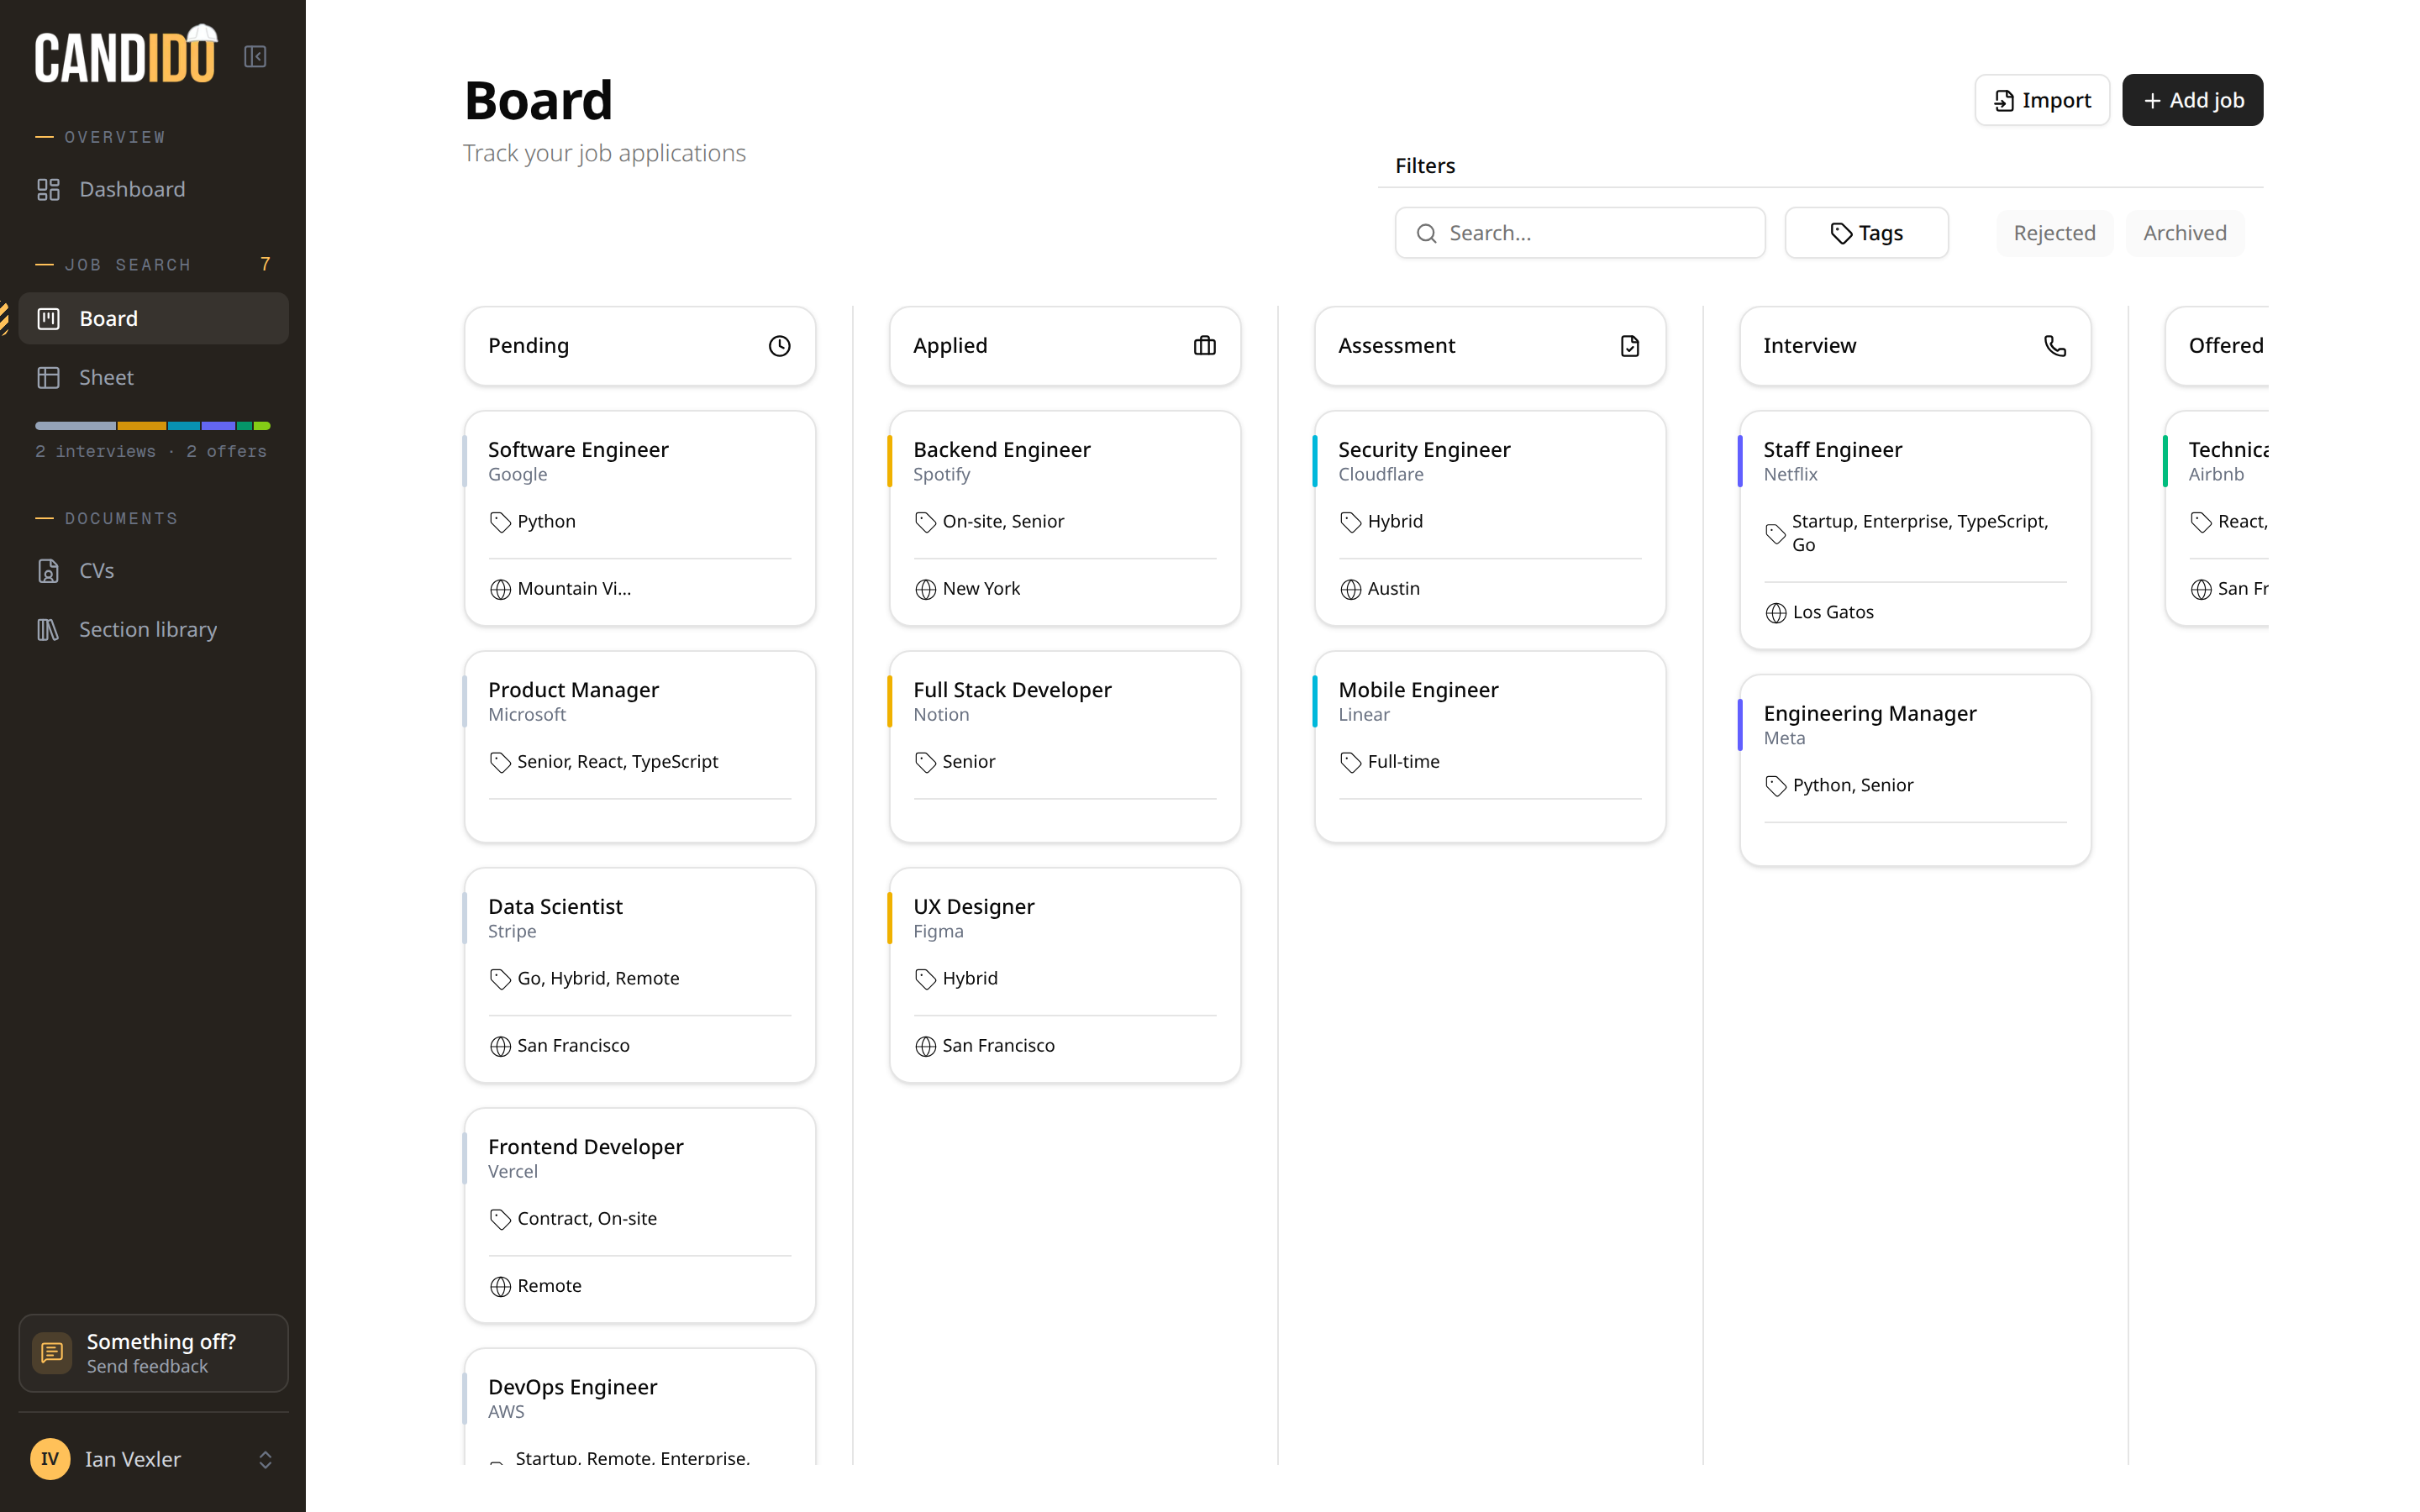 CANDIDO
OVERVIEW
Dashboard
JOB SEARCH 7
Board
Sheet
2 interviews · 2 offers
DOCUMENTS
CVs
Section library
Something off?
Send feedback
IV Ian Vexler
Board
Track your job applications
Import
Add job
Filters
Search...
Tags
Rejected
Archived
Pending
Software Engineer
Google
Python
Mountain Vi...
Product Manager
Microsoft
Senior, React, TypeScript
Data Scientist
Stripe
Go, Hybrid, Remote
San Francisco
Frontend Developer
Vercel
Contract, On-site
Remote
DevOps Engineer
AWS
Startup, Remote, Enterprise,
Applied
Backend Engineer
Spotify
On-site, Senior
New York
Full Stack Developer
Notion
Senior
UX Designer
Figma
Hybrid
San Francisco
Assessment
Security Engineer
Cloudflare
Hybrid
Austin
Mobile Engineer
Linear
Full-time
Interview
Staff Engineer
Netflix
Startup, Enterprise, TypeScript,
Go
Los Gatos
Engineering Manager
Meta
Python, Senior
Offered
Technica
Airbnb
React,
San Fr